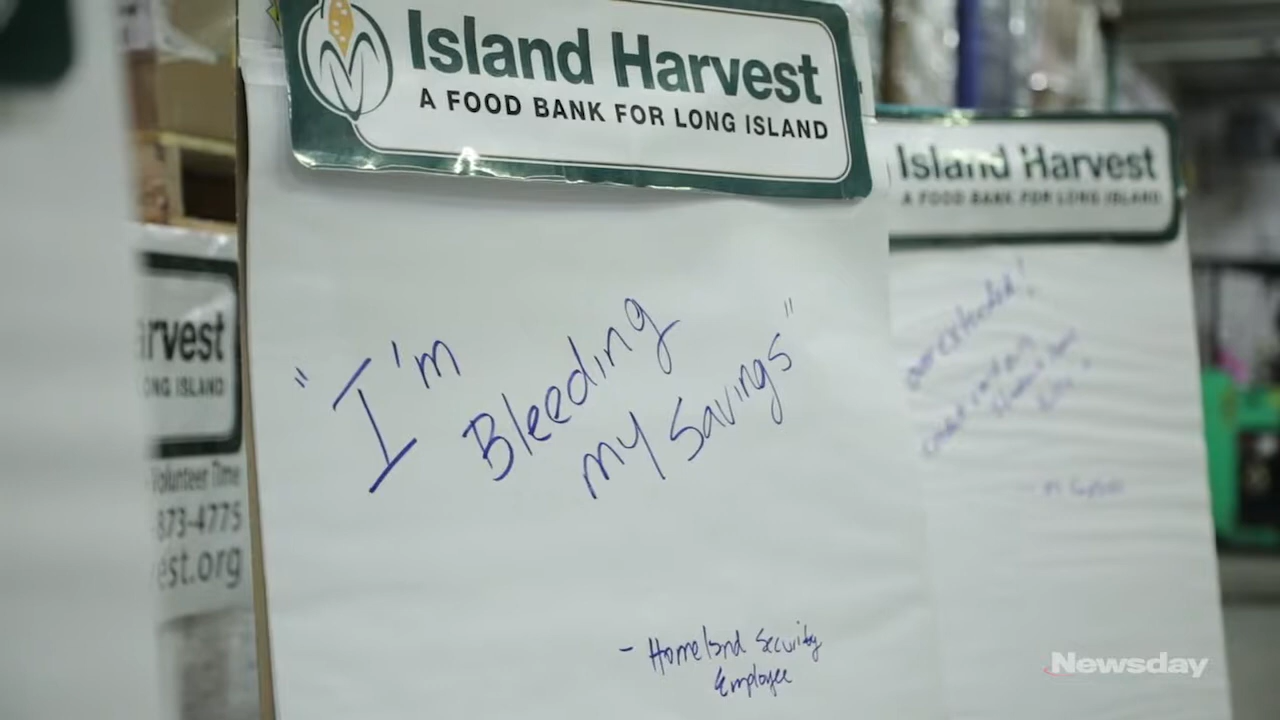 Island Harvest
A FOOD BANK FOR LONG ISLAND
"I'm
Bleeding
my Savings"
- Homeland Security
Employee
Island Harvest
A FOOD BANK FOR LONG ISLAND
overextended!
arvest
ONG ISLAND
Volunteer Time
873-4775
est.org
Newsday